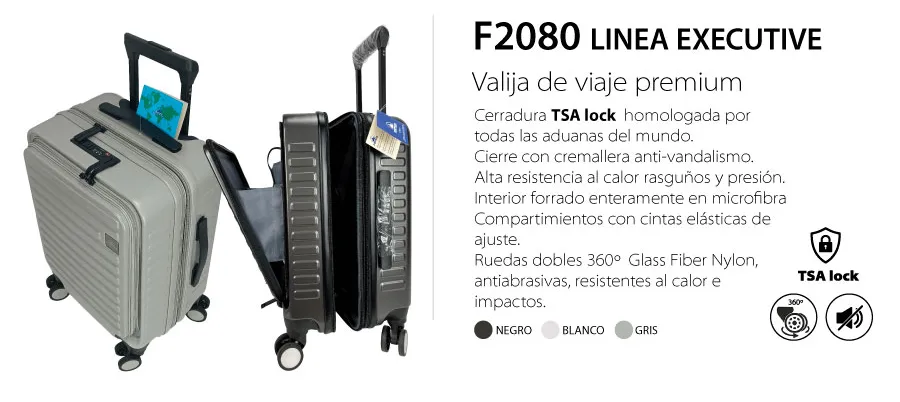 F2080 LINEA EXECUTIVE
Valija de viaje premium
Cerradura TSA lock homologada por
todas las aduanas del mundo.
Cierre con cremallera anti-vandalismo.
Alta resistencia al calor rasguños y presión.
Interior forrado enteramente en microfibra
Compartimientos con cintas elásticas de
ajuste.
Ruedas dobles 360º Glass Fiber Nylon,
antiabrasivas, resistentes al calor e
impactos.
NEGRO BLANCO GRIS
TSA lock
360º